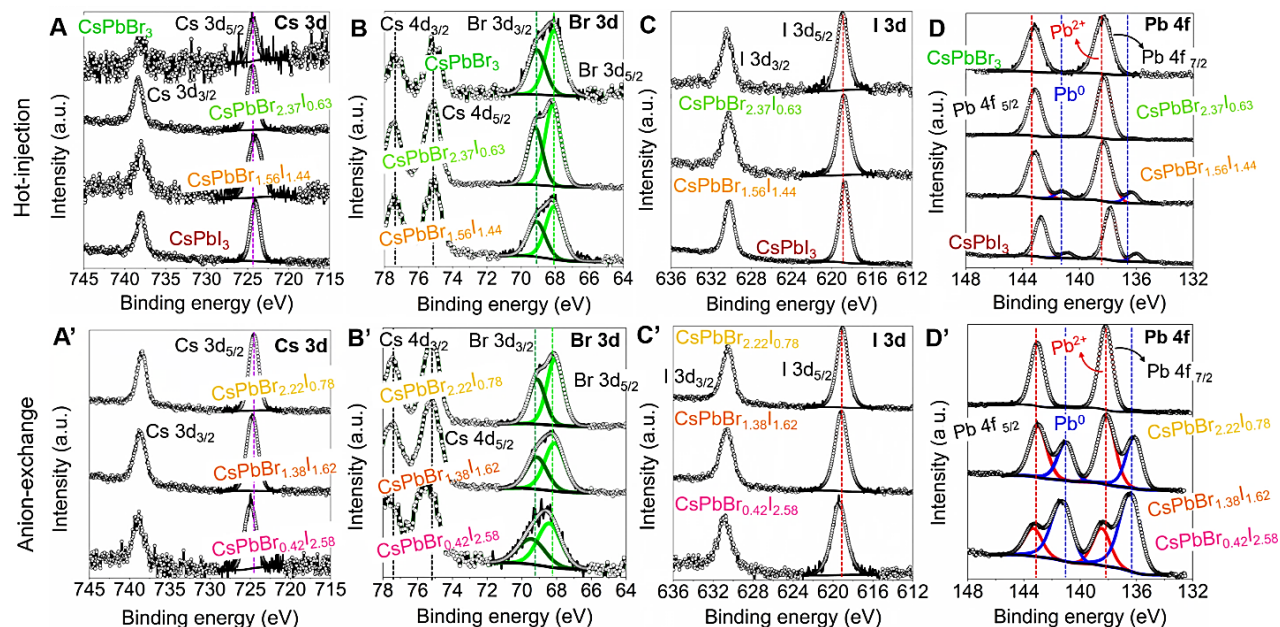 Hot-injection
A
Cs 3d
Cs 3d5/2
CsPbBr3
Cs 3d3/2
CsPbBr2.37I0.63
CsPbBr1.56I1.44
CsPbI3
Intensity (a.u.)
745 740 735 730 725 720 715
Binding energy (eV)
B
Cs 4d3/2
Br 3d3/2
Br 3d
CsPbBr3
Br 3d5/2
Cs 4d5/2
CsPbBr2.37I0.63
CsPbBr1.56I1.44
Intensity (a.u.)
78 76 74 72 70 68 66 64
Binding energy (eV)
C
I 3d
I 3d5/2
I 3d3/2
CsPbBr2.37I0.63
CsPbBr1.56I1.44
CsPbI3
Intensity (a.u.)
636 632 628 624 620 616 612
Binding energy (eV)
D
Pb 4f
Pb2+
CsPbBr3
Pb 4f 7/2
Pb 4f 5/2
Pb0
CsPbBr2.37I0.63
CsPbBr1.56I1.44
CsPbI3
Intensity (a.u.)
148 144 140 136 132
Binding energy (eV)
Anion-exchange
A'
Cs 3d
Cs 3d5/2
CsPbBr2.22I0.78
Cs 3d3/2
CsPbBr1.38I1.62
CsPbBr0.42I2.58
Intensity (a.u.)
745 740 735 730 725 720 715
Binding energy (eV)
B'
Cs 4d3/2
Br 3d3/2
Br 3d
CsPbBr2.22I0.78
Br 3d5/2
Cs 4d5/2
CsPbBr1.38I1.62
CsPbBr0.42I2.58
Intensity (a.u.)
78 76 74 72 70 68 66 64
Binding energy (eV)
C'
I 3d
CsPbBr2.22I0.78
I 3d3/2
I 3d5/2
CsPbBr1.38I1.62
CsPbBr0.42I2.58
Intensity (a.u.)
636 632 628 624 620 616 612
Binding energy (eV)
D'
Pb 4f
Pb2+
Pb 4f 7/2
Pb 4f 5/2
Pb0
CsPbBr2.22I0.78
CsPbBr1.38I1.62
CsPbBr0.42I2.58
Intensity (a.u.)
148 144 140 136 132
Binding energy (eV)